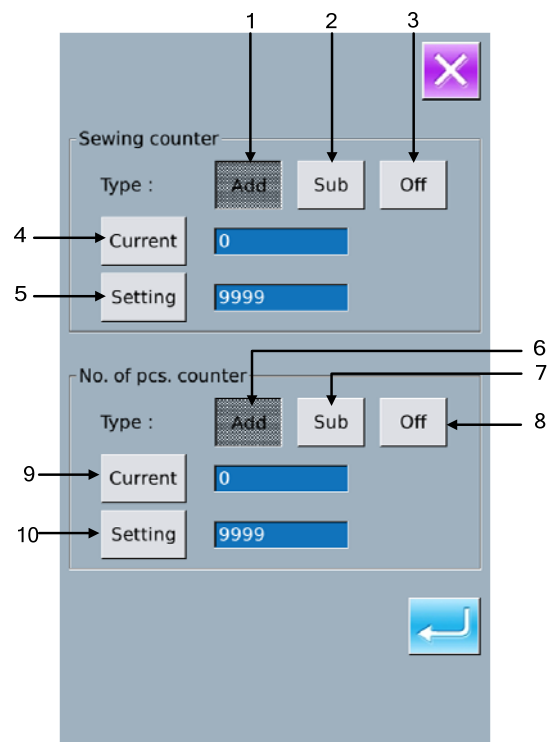 1 2 3
Sewing counter
Type : Add Sub Off
4 Current 0
5 Setting 9999
6
No. of pcs. counter 7
Type : Add Sub Off 8
9 Current 0
10 Setting 9999